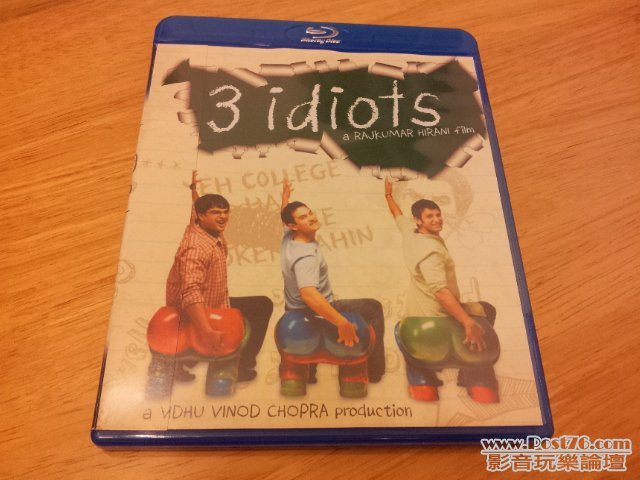 Blu-ray Disc
3 idiots
a RAJKUMAR HIRANI film
YEH COLLEGE
a VIDHU VINOD CHOPRA production
www.Post76.com
影音玩樂論壇